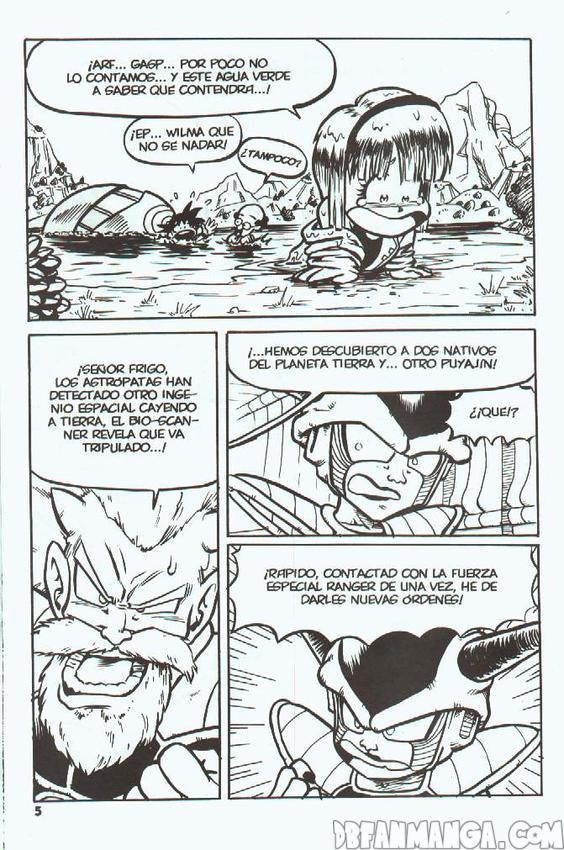 ¡ARF... GASP... POR POCO NO
LO CONTAMOS... Y ESTE AGUA VERDE
A SABER QUE CONTENDRA...!
¡EP... WILMA QUE
NO SE NADAR!
¿TAMPOCO?
¡SEÑOR FRIGO,
LOS ASTROPATAS HAN
DETECTADO OTRO INGE-
NIO ESPACIAL CAYENDO
A TIERRA, EL BIO-SCAN-
NER REVELA QUE VA
TRIPULADO...!
¡...HEMOS DESCUBIERTO A DOS NATIVOS
DEL PLANETA TIERRA Y... OTRO PUYAJIN!
¿¡QUE!?
¡RAPIDO, CONTACTAD CON LA FUERZA
ESPECIAL RANGER DE UNA VEZ, HE DE
DARLES NUEVAS ÓRDENES!
5
DBFANMANGA.COM